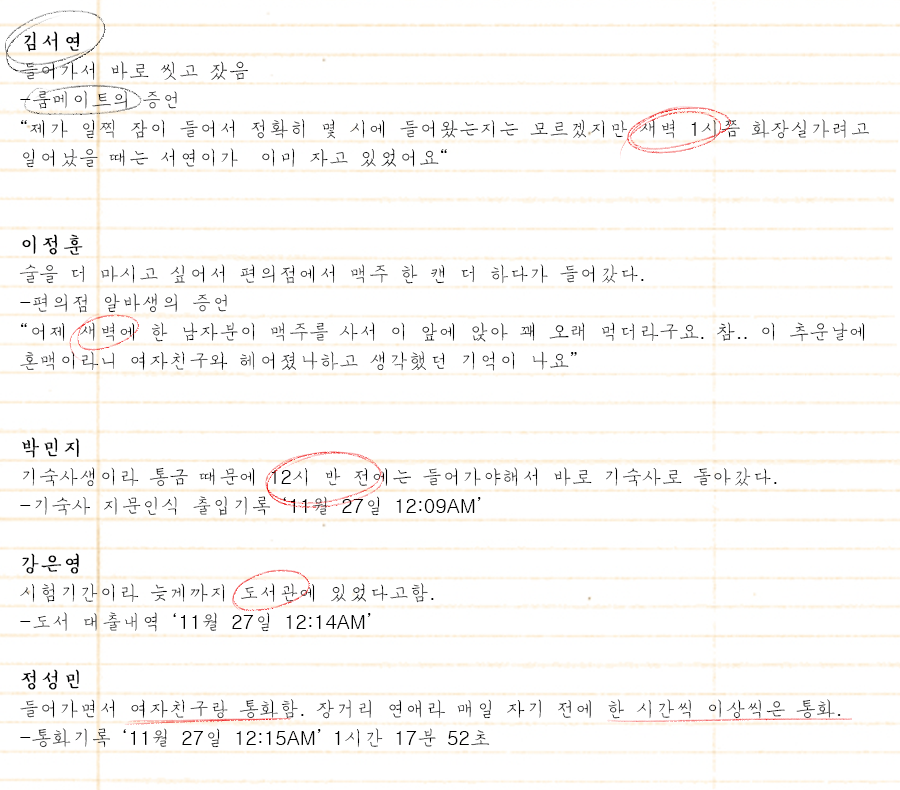 김서연
들어가서 바로 씻고 잤음
-룸메이트의 증언
“제가 일찍 잠이 들어서 정확히 몇 시에 들어왔는지는 모르겠지만 새벽 1시쯤 화장실가려고
일어났을 때는 서연이가 이미 자고 있었어요“
이정훈
술을 더 마시고 싶어서 편의점에서 맥주 한 캔 더 하다가 들어갔다.
-편의점 알바생의 증언
“어제 새벽에 한 남자분이 맥주를 사서 이 앞에 앉아 꽤 오래 먹더라구요. 참.. 이 추운날에
혼맥이라니 여자친구와 헤어졌나하고 생각했던 기억이 나요”
박민지
기숙사생이라 통금 때문에 12시 반 전에는 들어가야해서 바로 기숙사로 돌아갔다.
-기숙사 지문인식 출입기록 ‘11월 27일 12:09AM’
강은영
시험기간이라 늦게까지 도서관에 있었다고함.
-도서 대출내역 ‘11월 27일 12:14AM’
정성민
들어가면서 여자친구랑 통화함. 장거리 연애라 매일 자기 전에 한 시간씩 이상씩은 통화.
-통화기록 ‘11월 27일 12:15AM’ 1시간 17분 52초